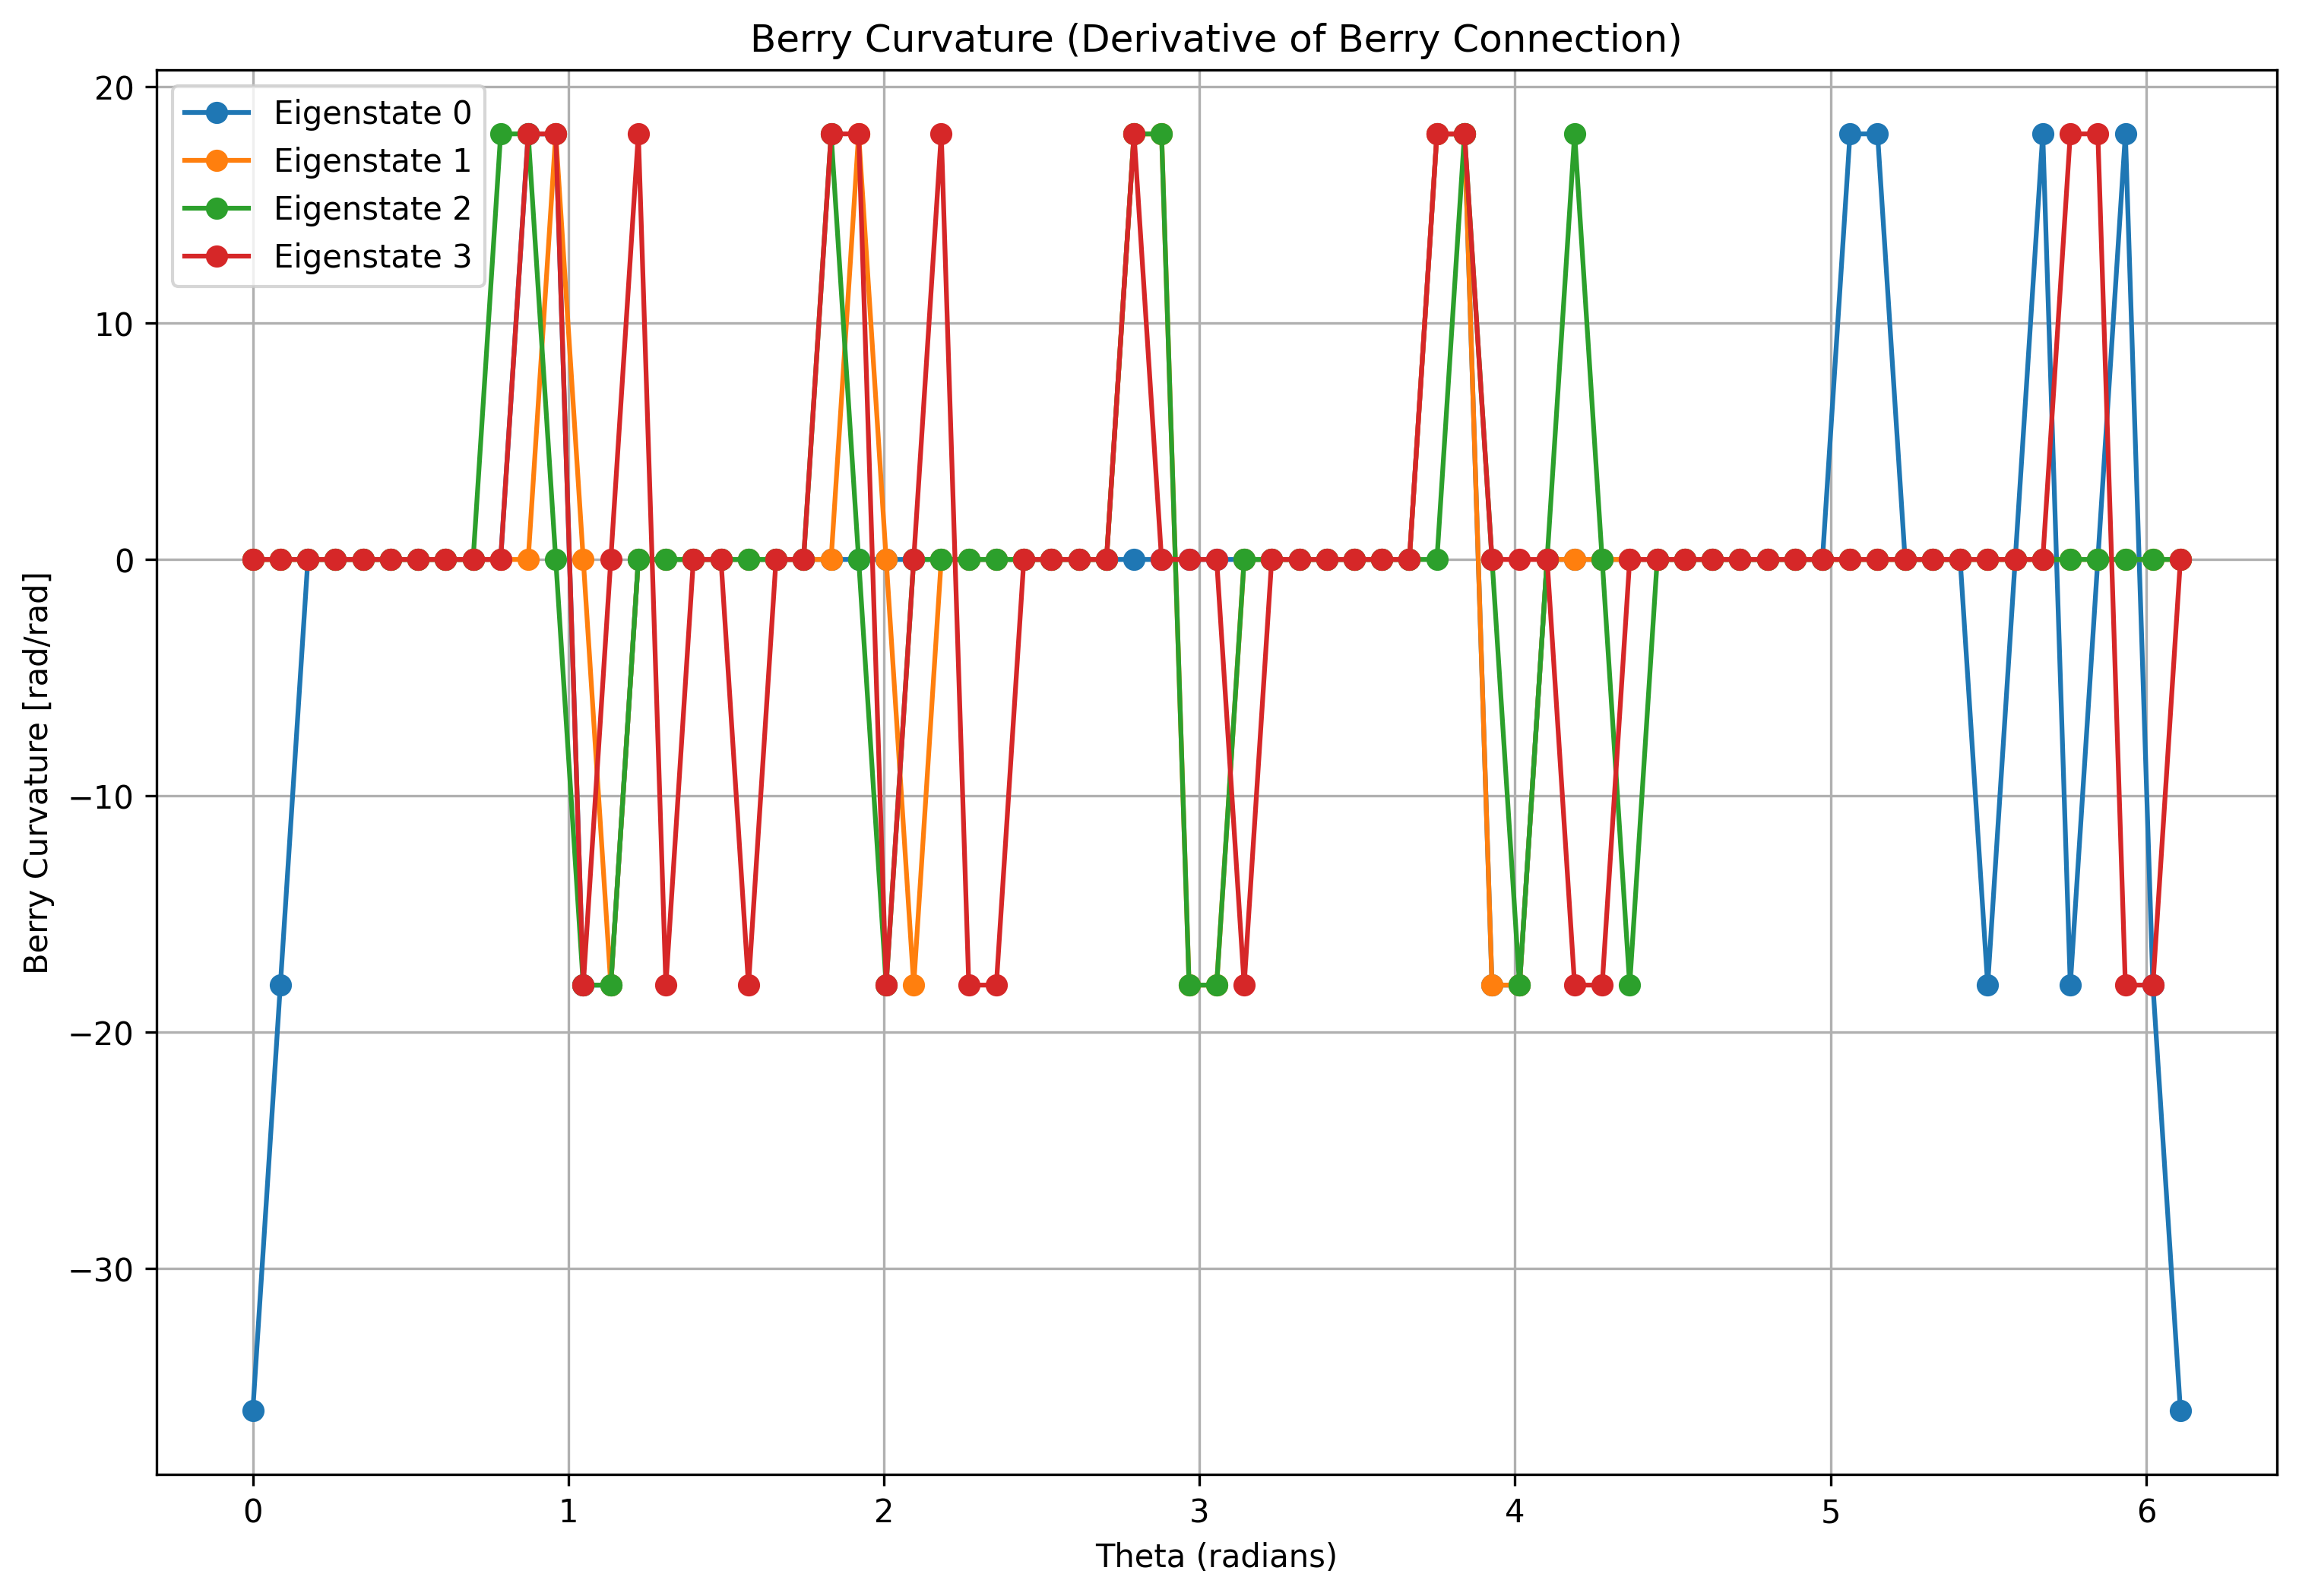 Berry Curvature (Derivative of Berry Connection)
20
10
0
−10
−20
−30
Berry Curvature [rad/rad]
Eigenstate 0
Eigenstate 1
Eigenstate 2
Eigenstate 3
0 1 2 3 4 5 6
Theta (radians)